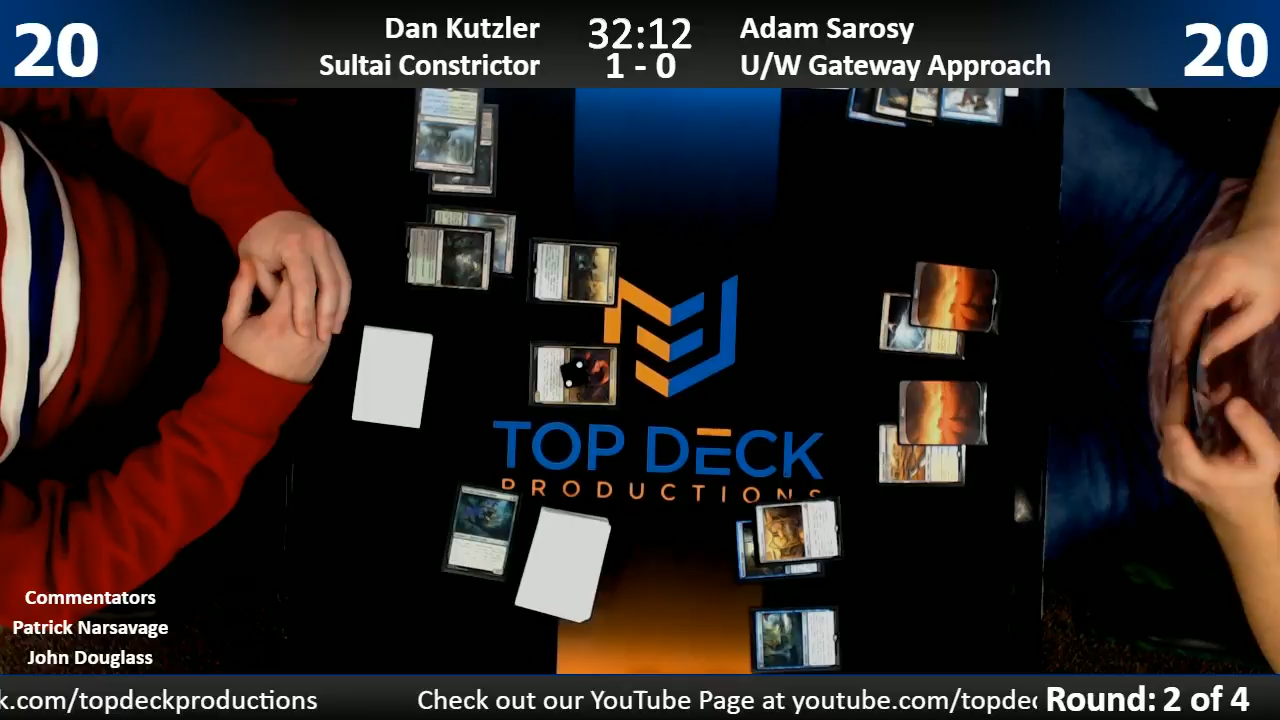 20
Dan Kutzler
Sultai Constrictor
32:12
1 - 0
Adam Sarosy
U/W Gateway Approach
20
TOP DECK
PRODUCTIONS
Commentators
Patrick Narsavage
John Douglass
k.com/topdeckproductions
Check out our YouTube Page at youtube.com/topdec
Round: 2 of 4